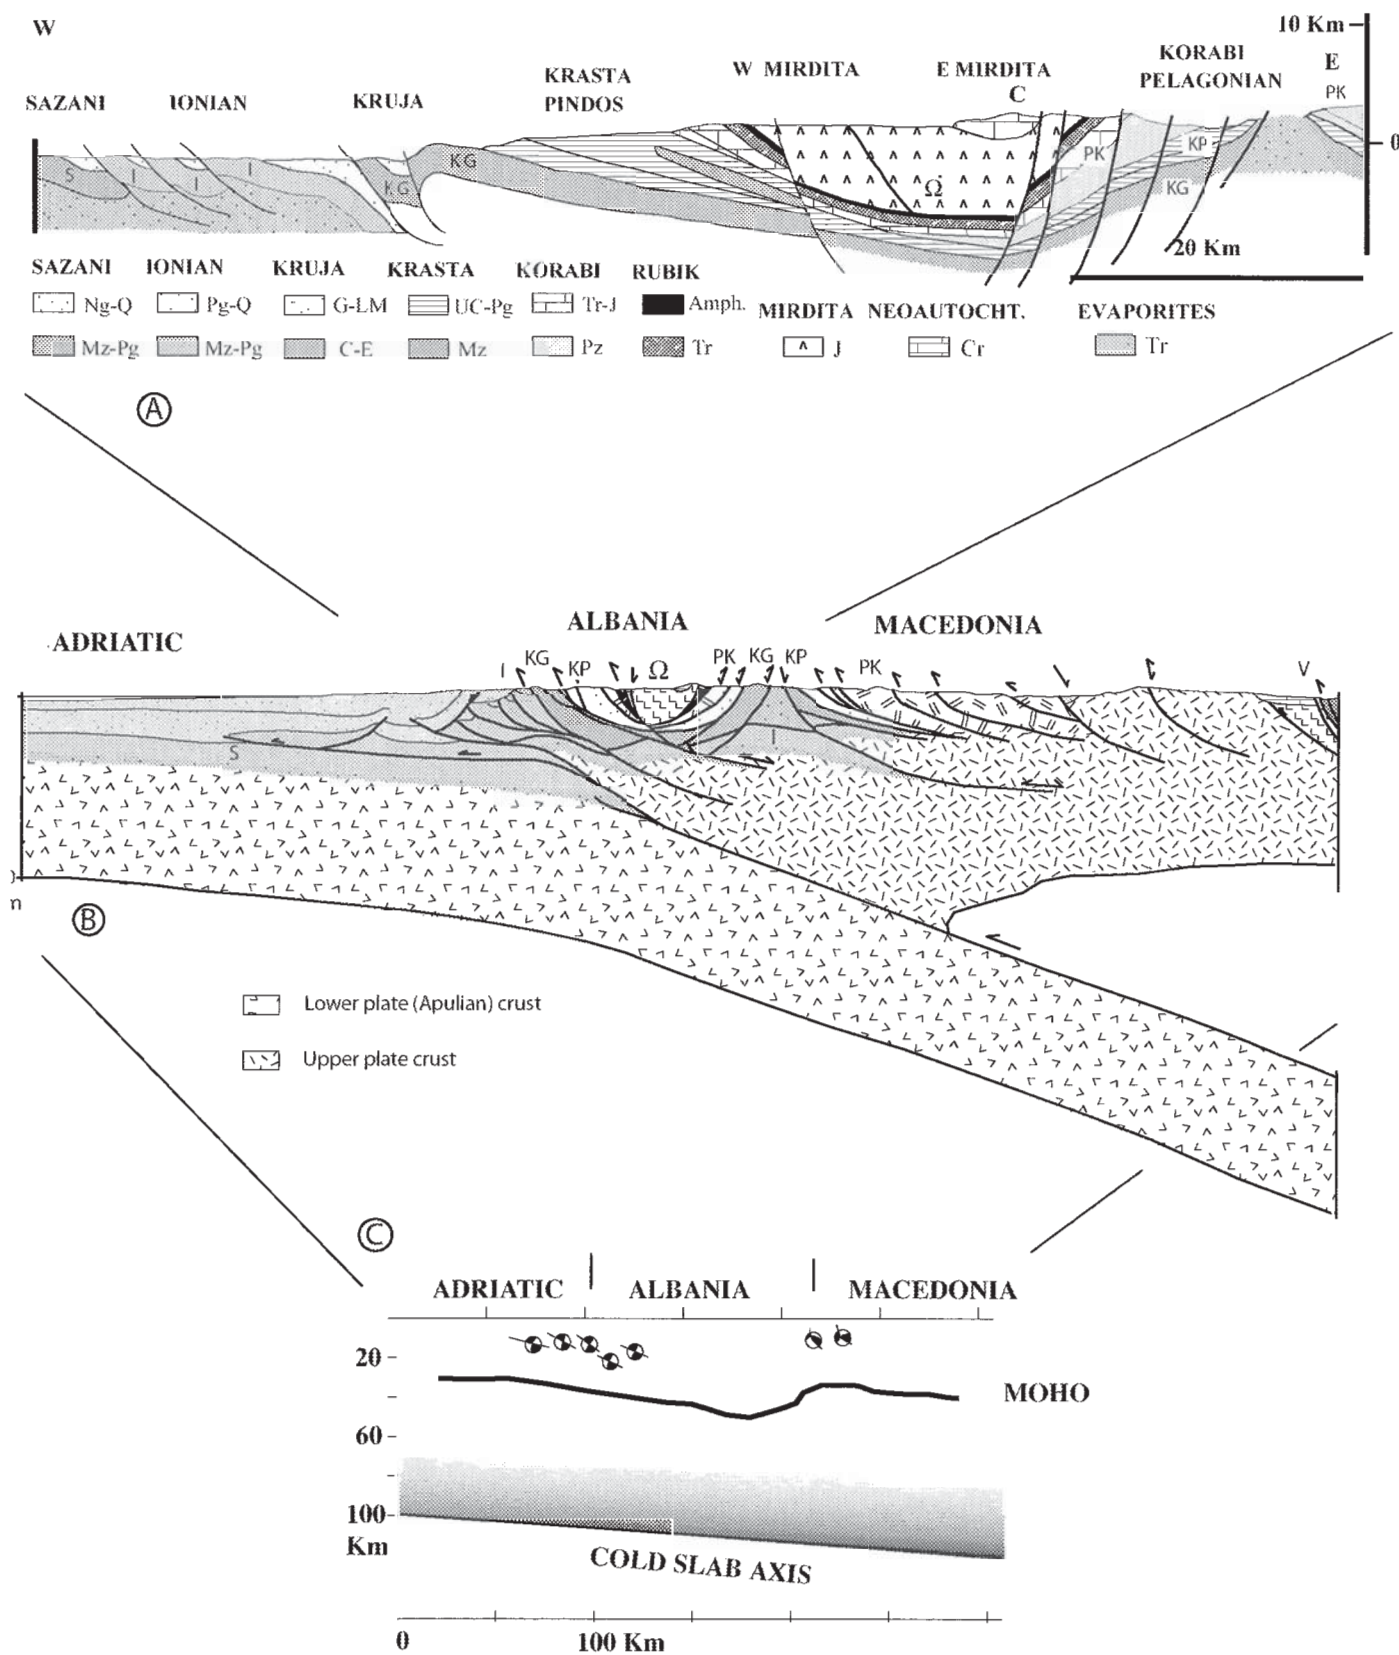 W
10 Km
E
PK
0
SAZANI IONIAN KRUJA KRASTA PINDOS W MIRDITA E MIRDITA KORABI PELAGONIAN
C
S I I I KG KG Ω PK KP KG
20 Km
SAZANI IONIAN KRUJA KRASTA KORABI RUBIK
Ng-Q Pg-Q G-LM UC-Pg Tr-J Amph. MIRDITA NEOAUTOCHT. EVAPORITES
Mz-Pg Mz-Pg C-E Mz Pz Tr J Cr Tr
A
ADRIATIC ALBANIA MACEDONIA
I KG KP Ω PK KG KP PK V
S I
B
Lower plate (Apulian) crust
Upper plate crust
C
ADRIATIC ALBANIA MACEDONIA
20
MOHO
60
100
Km
COLD SLAB AXIS
0 100 Km